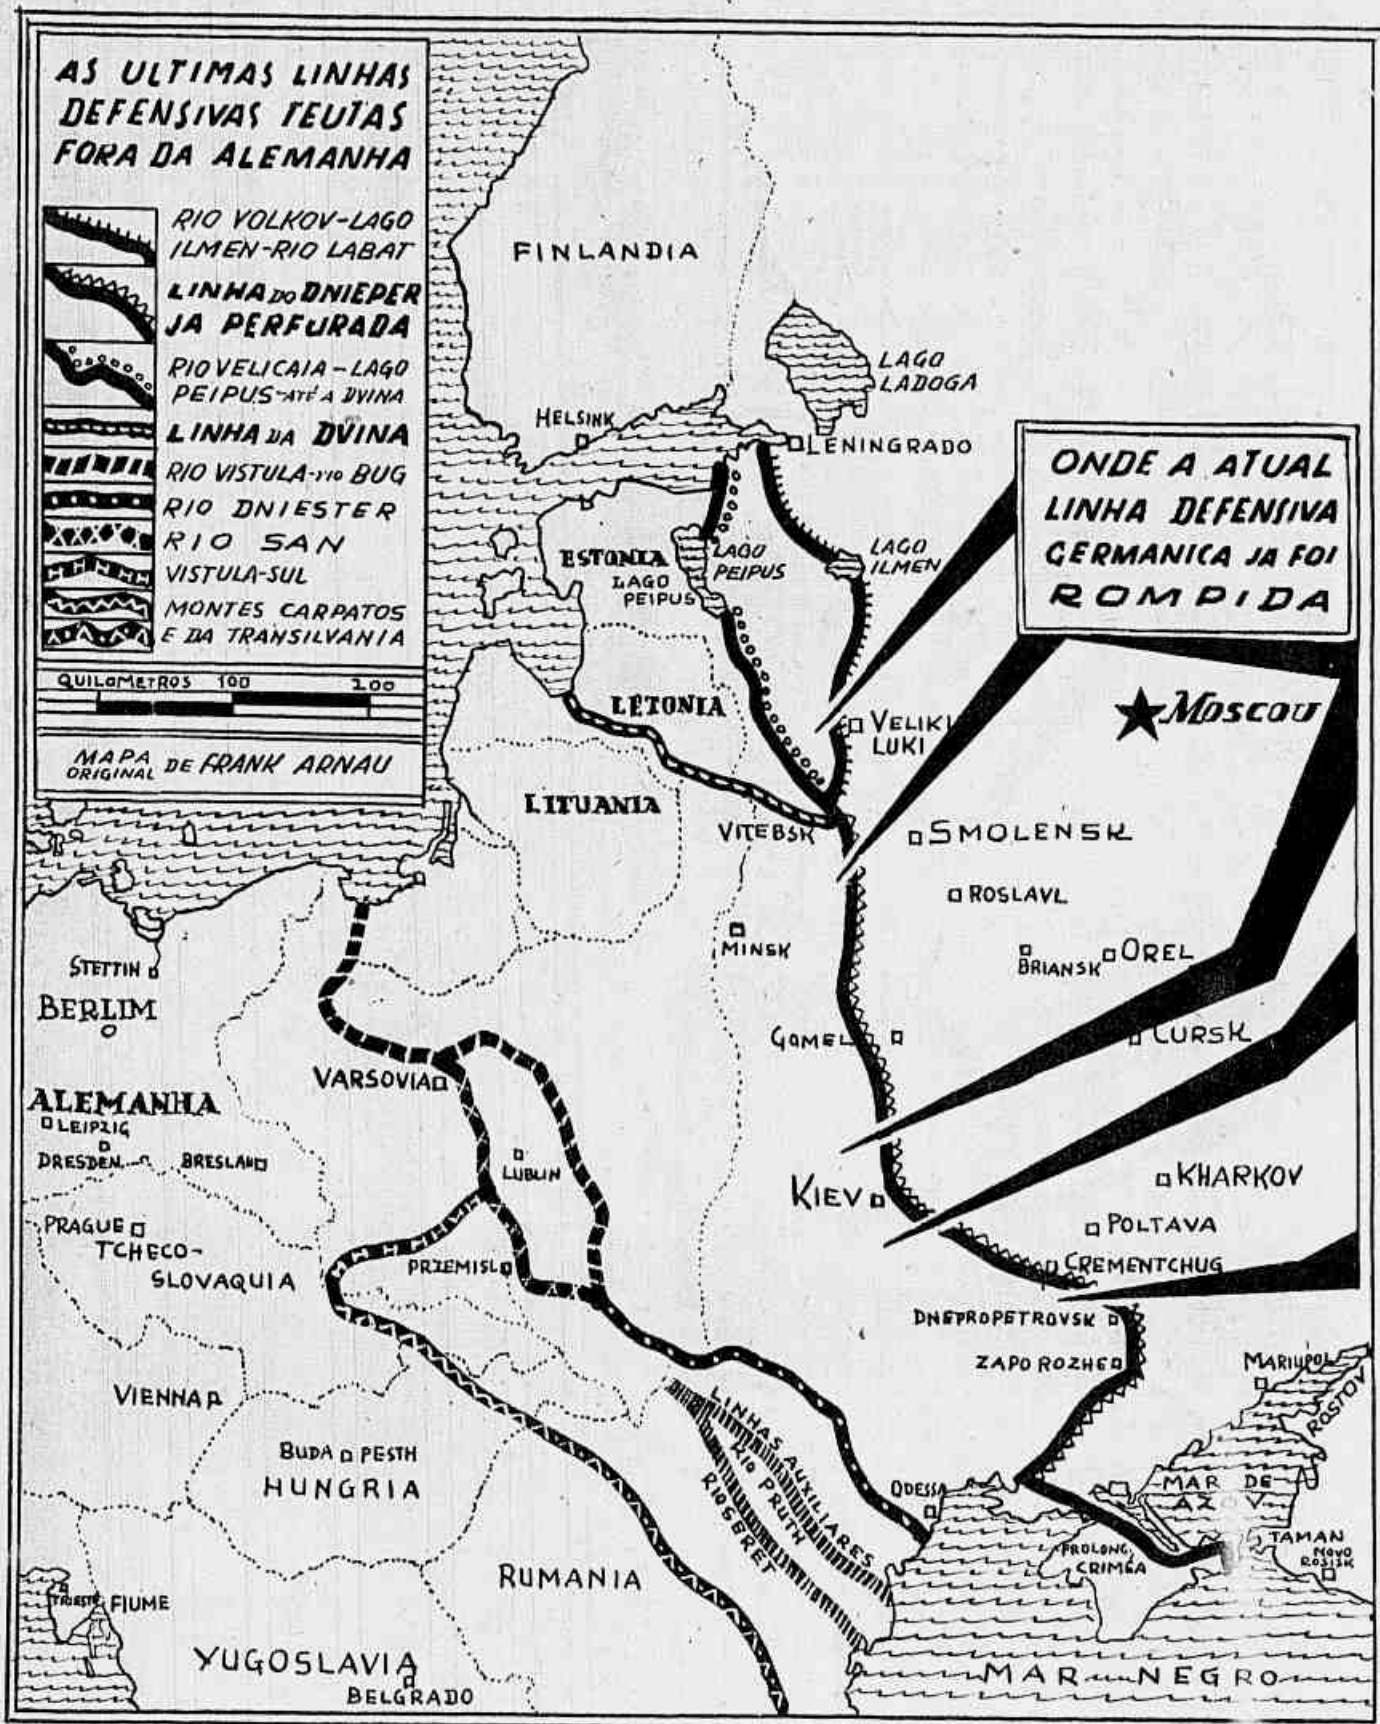 AS ULTIMAS LINHAS
DEFENSIVAS TEUTAS
FORA DA ALEMANHA
RIO VOLKOV-LAGO
ILMEN-RIO LABAT
LINHA DO DNIEPER
JA PERFURADA
RIO VELICAIA-LAGO
PEIPUS-ATÉ A DVINA
LINHA DA DVINA
RIO VISTULA-rio BUG
RIO DNIESTER
RIO SAN
VISTULA-SUL
MONTES CARPATOS
E DA TRANSILVANIA
QUILOMETROS 100 200
MAPA
ORIGINAL DE FRANK ARNAU
FINLANDIA
LAGO
LADOGA
HELSINK
LENINGRADO
ONDE A ATUAL
LINHA DEFENSIVA
GERMANICA JA FOI
ROMPIDA
ESTONIA
LAGO
PEIPUS
LAGO
PEIPUS
LAGO
ILMEN
LETONIA
VELIKI
LUKI
MOSCOU
LITUANIA
VITEBSK
SMOLENSK
ROSLAVL
MINSK
BRIANSK
OREL
STETTIN
BERLIM
GOMEL
CURSK
VARSOVIA
ALEMANHA
LEIPZIG
DRESDEN
BRESLAU
LUBLIN
KIEV
KHARKOV
POLTAVA
PRAGUE
TCHECO-
SLOVAQUIA
PRZEMISL
CREMENTCHUG
DNEPROPETROVSK
ZAPOROZHE
MARIUPOL
ROSTOV
VIENNA
BUDA PESTH
HUNGRIA
LINHAS AUXILIARES
RIO PRUTH
RIO SBRET
ODESSA
MAR DE
AZOV
TAMAN
NOVO
ROSISK
PROLONG.
CRIMÉA
RUMANIA
TRIESTE
FIUME
YUGOSLAVIA
BELGRADO
MAR NEGRO